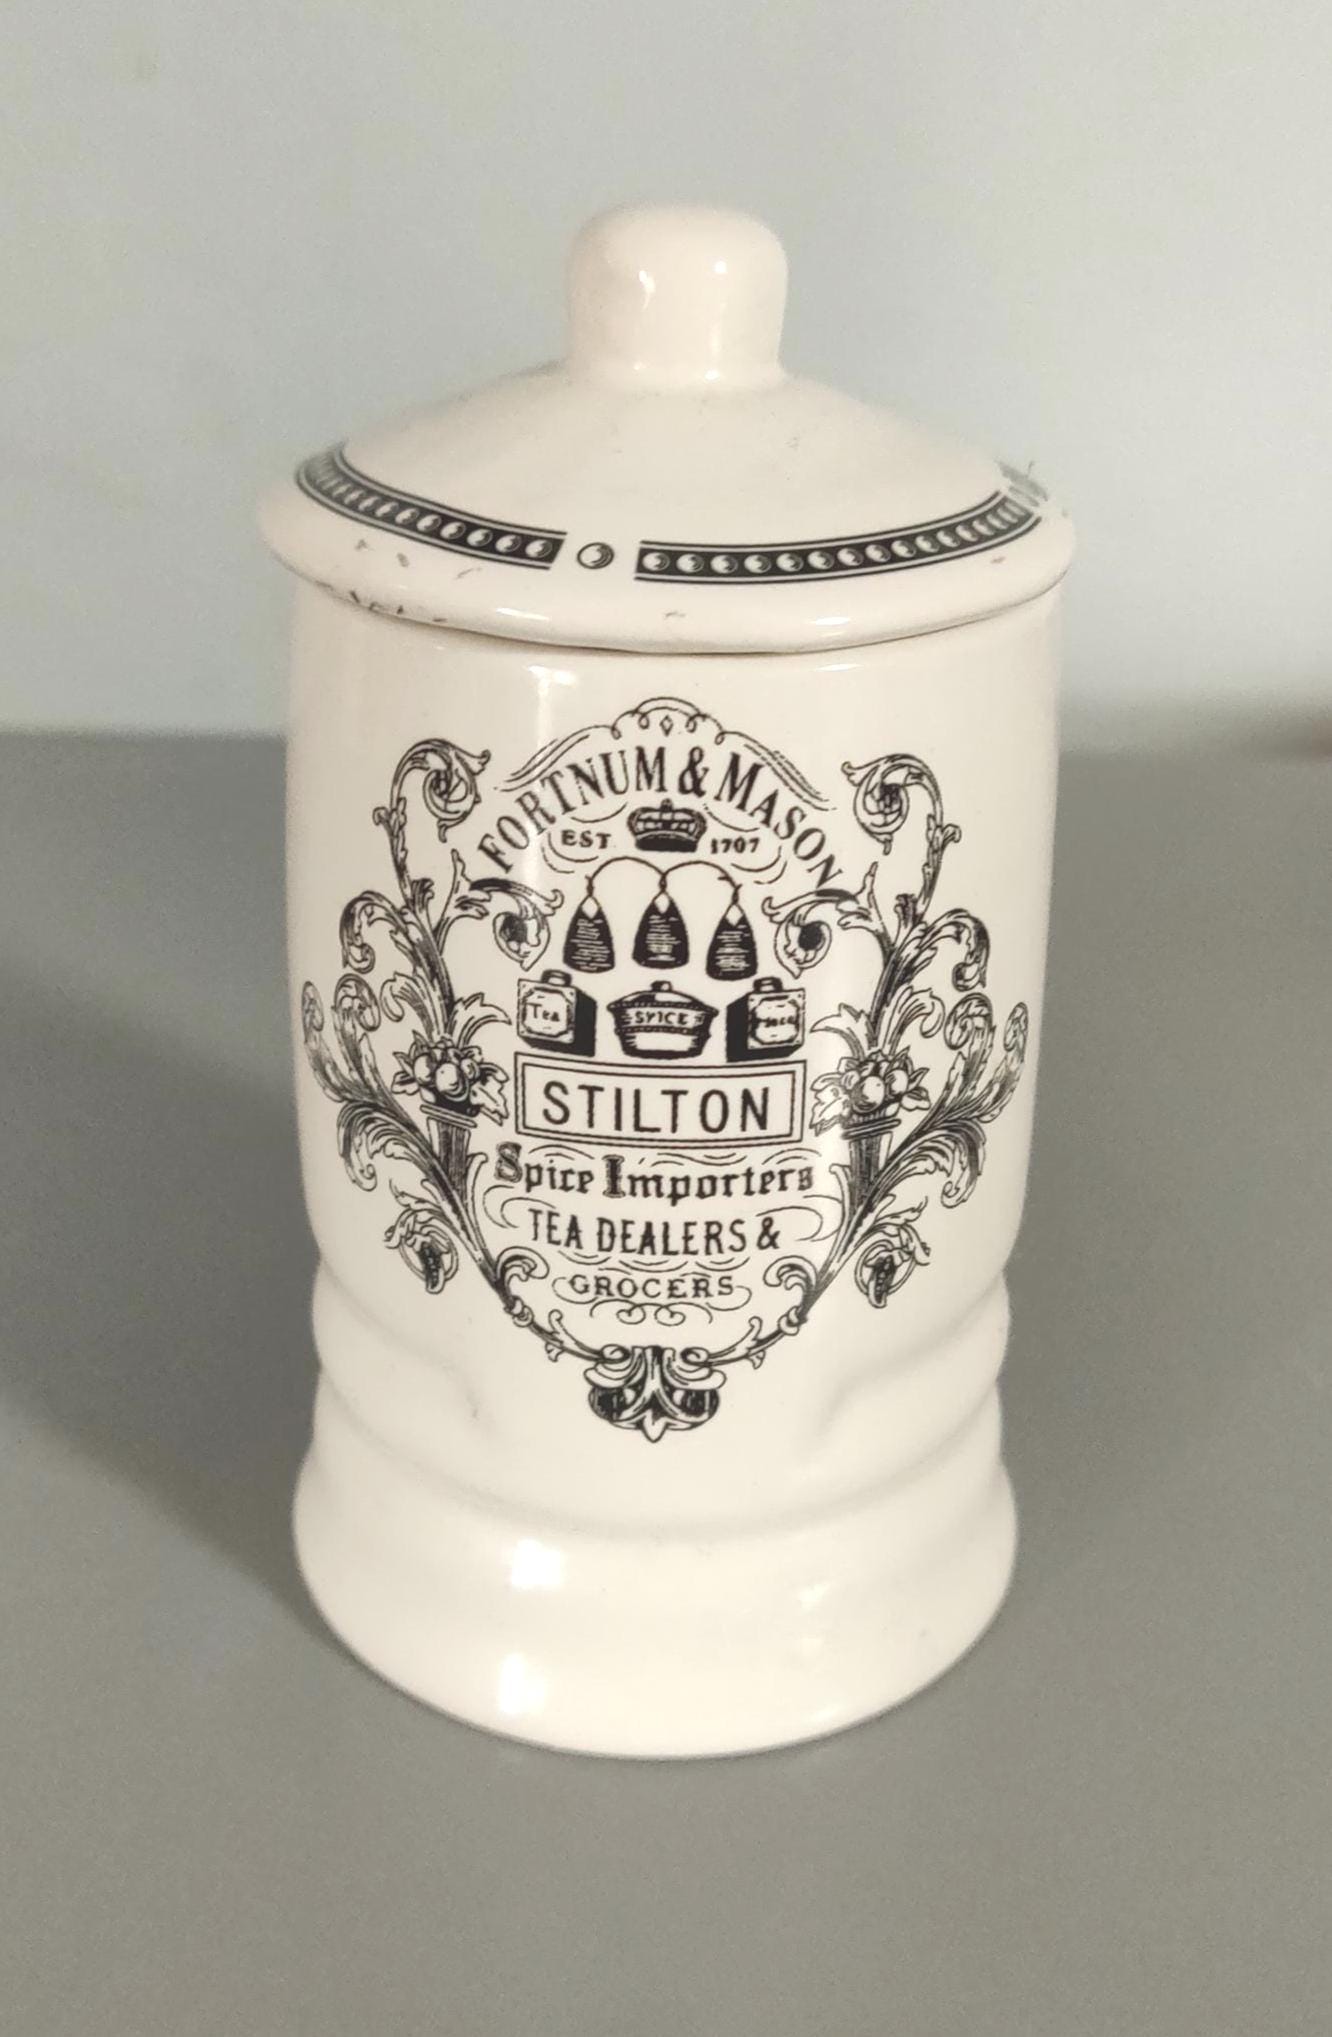 FORTNUM & MASON
EST 1707
Tea
SPICE
STILTON
Spice Importers
TEA DEALERS &
GROCERS